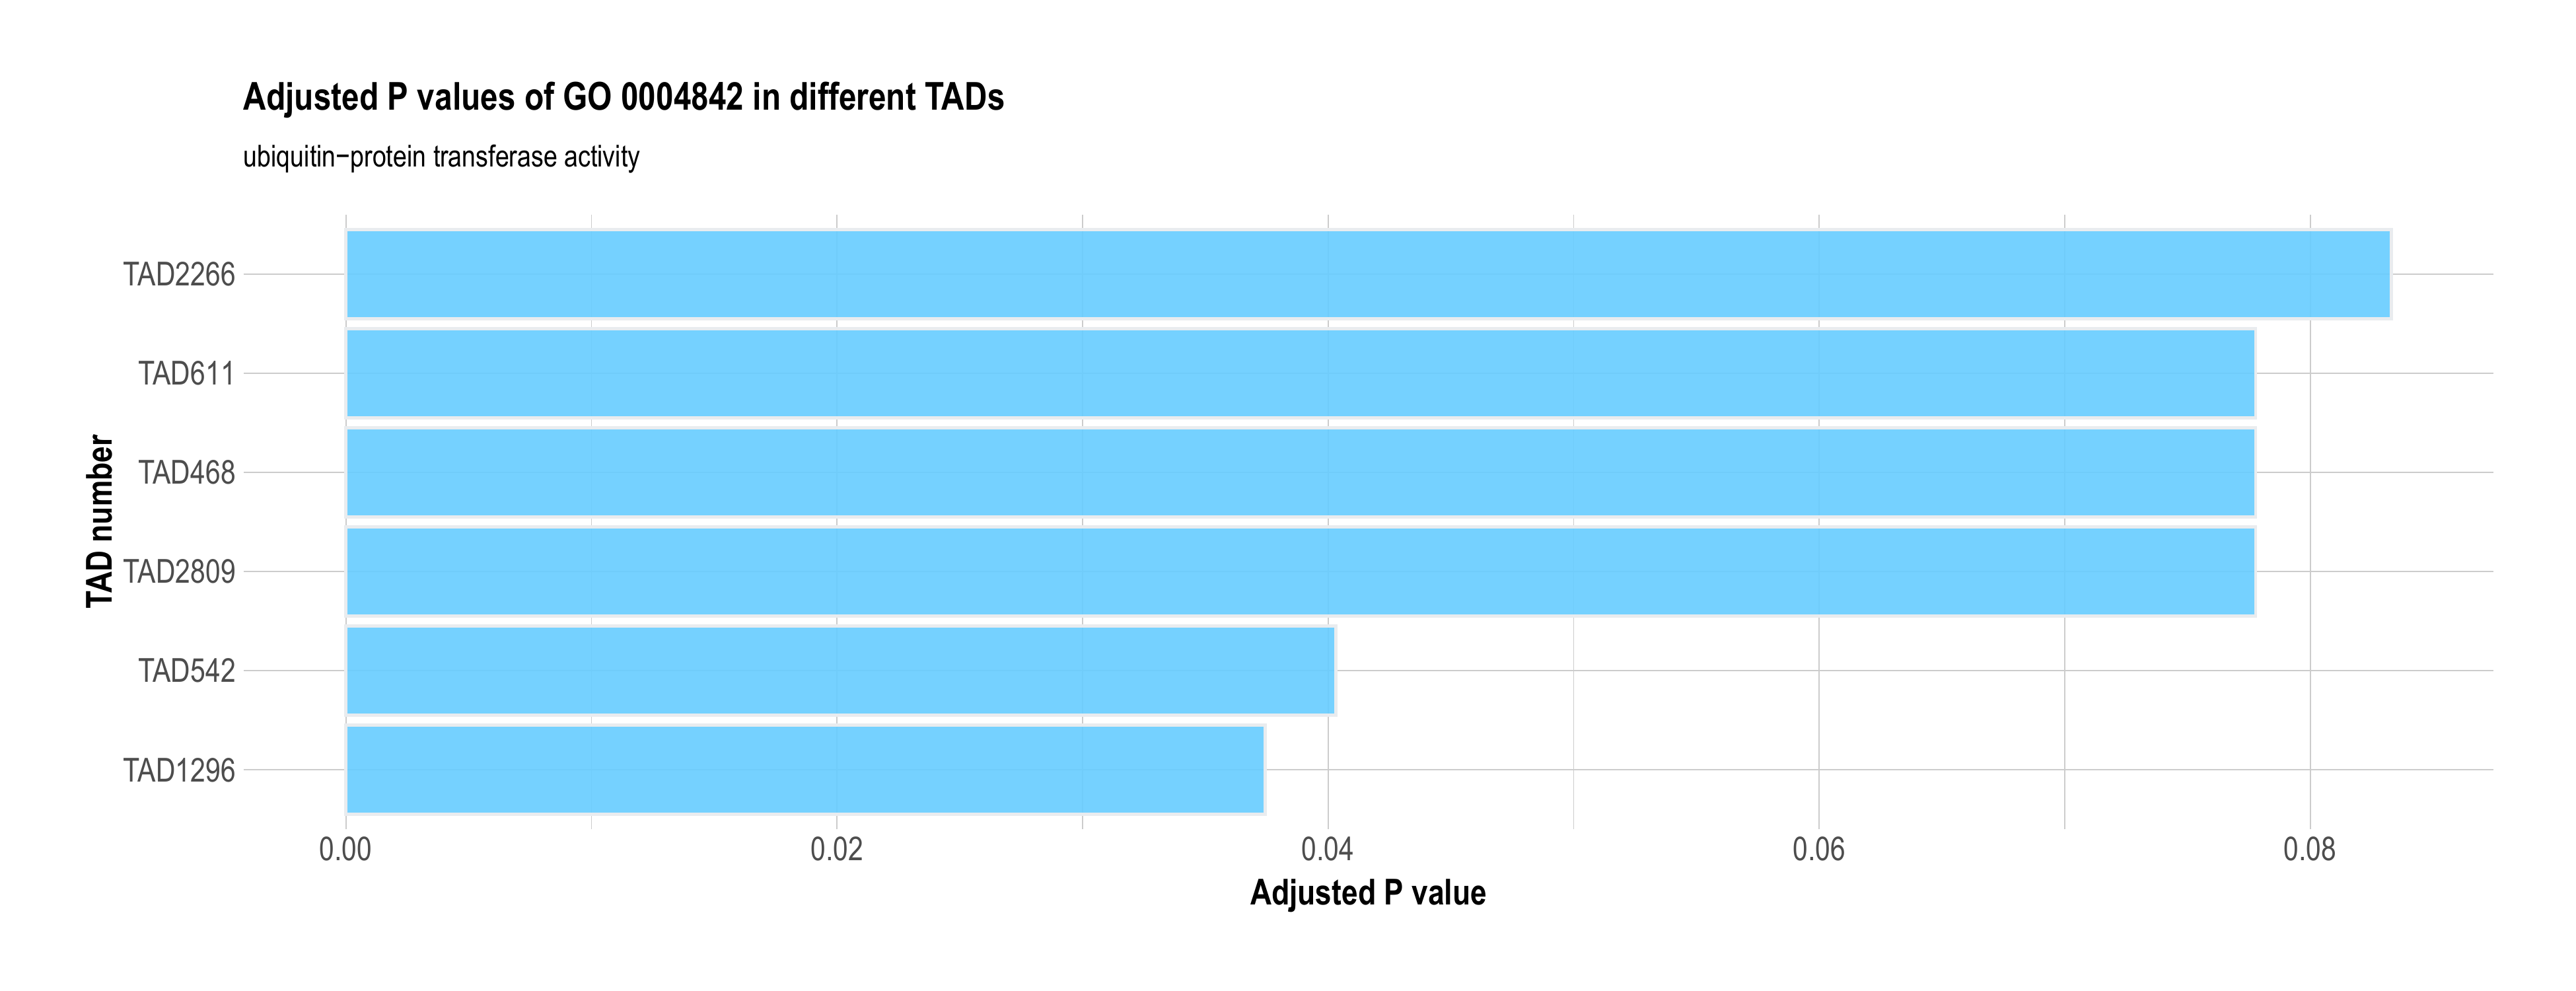 Adjusted P values of GO 0004842 in different TADs
ubiquitin−protein transferase activity
TAD number
TAD2266
TAD611
TAD468
TAD2809
TAD542
TAD1296
0.00 0.02 0.04 0.06 0.08
Adjusted P value